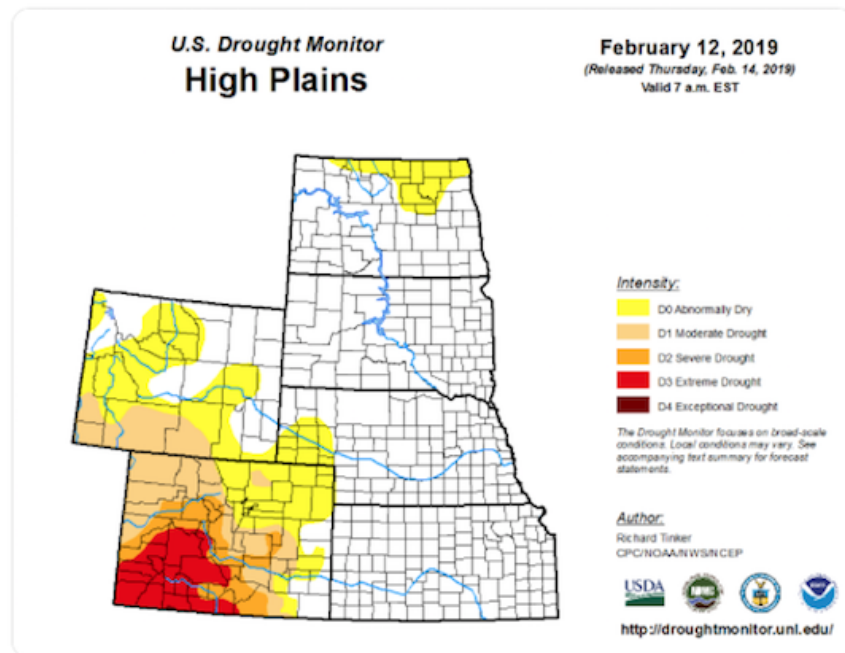 U.S. Drought Monitor
High Plains
February 12, 2019
(Released Thursday, Feb. 14, 2019)
Valid 7 a.m. EST
Intensity:
D0 Abnormally Dry
D1 Moderate Drought
D2 Severe Drought
D3 Extreme Drought
D4 Exceptional Drought
The Drought Monitor focuses on broad-scale
conditions. Local conditions may vary. See
accompanying text summary for forecast
statements.
Author:
Richard Tinker
CPC/NOAA/NWS/NCEP
USDA
http://droughtmonitor.unl.edu/